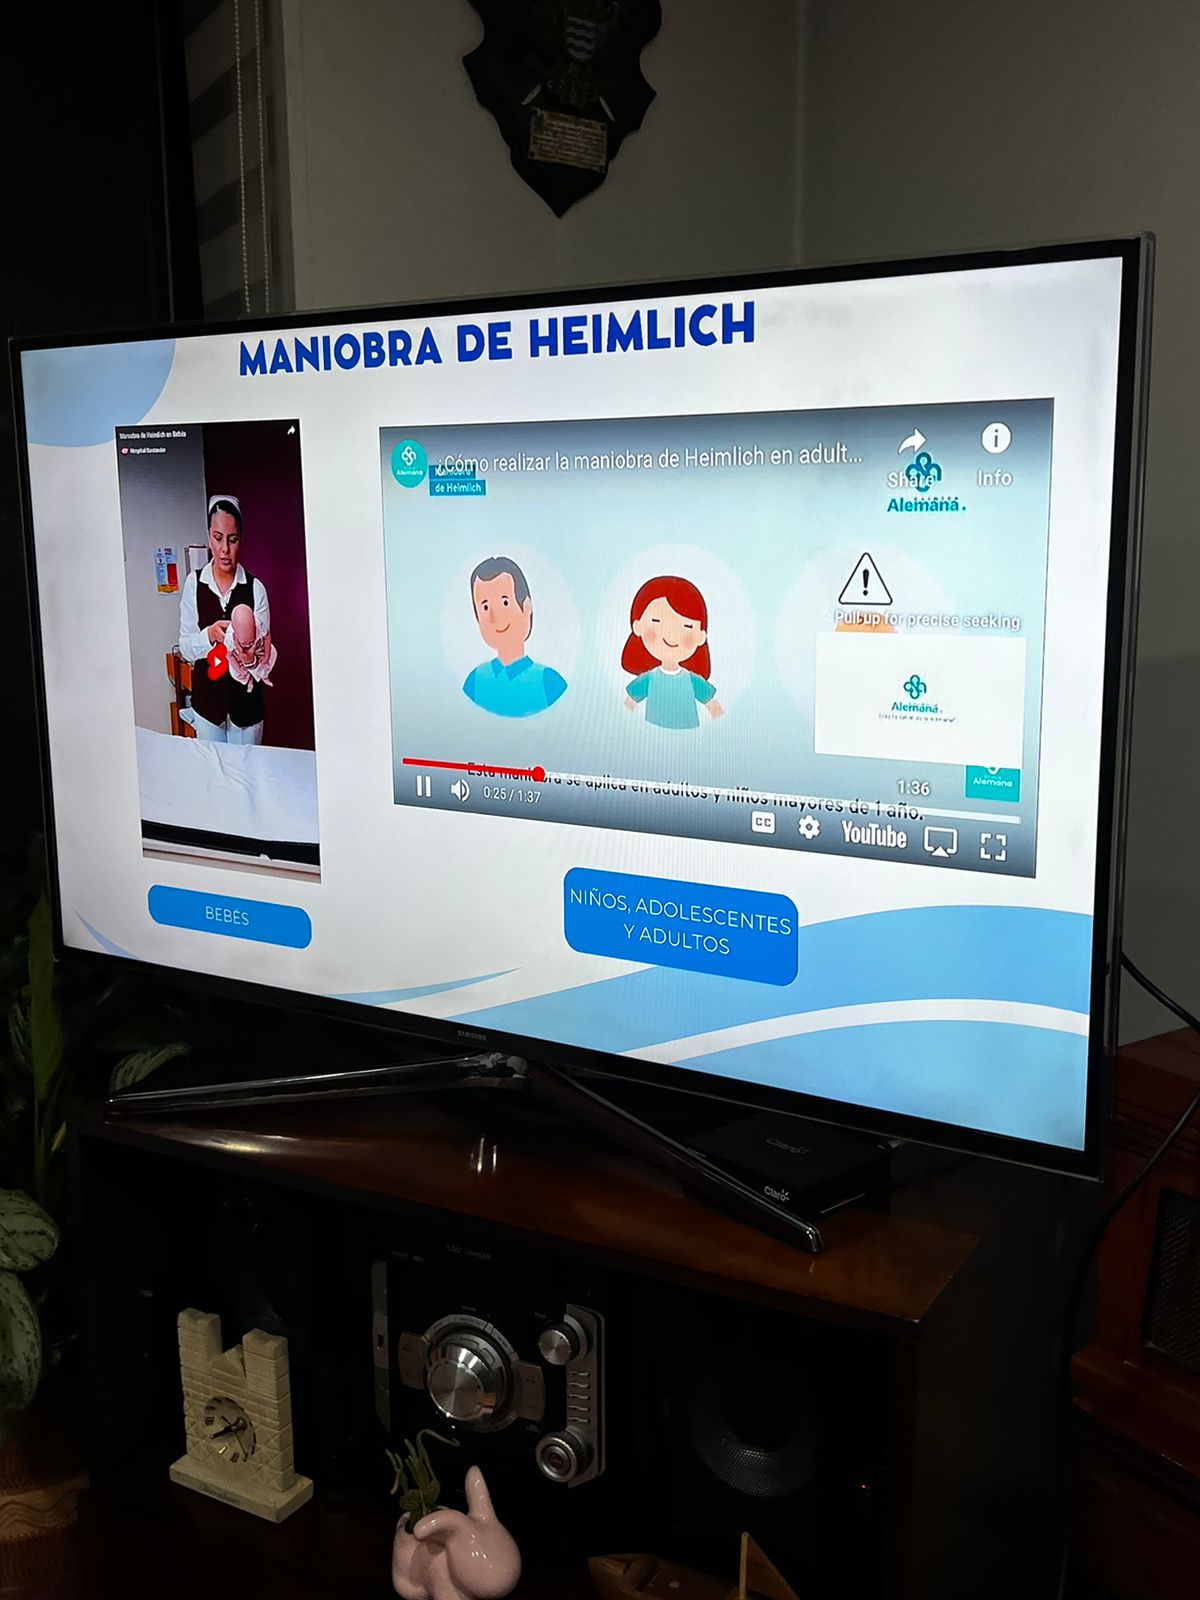 MANIOBRA DE HEIMLICH
Maniobra de Heimlich en Bebés
Hospital Santander
BEBÉS
¿Cómo realizar la maniobra de Heimlich en adult...
Maniobra
de Heimlich
Alemana
Share
Info
Alemana.
Pull up for precise seeking
Alemana.
Esta maniobra se aplica en adultos y niños mayores de 1 año.
0:25 / 1:37
1:36
Alemana
CC
YouTube
NIÑOS, ADOLESCENTES
Y ADULTOS
SAMSUNG
Claro
Claro